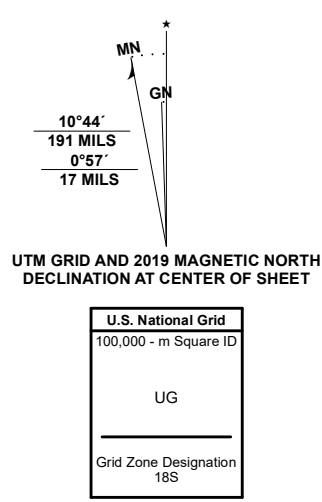 ★
MN
GN
10°44´
191 MILS
0°57´
17 MILS
UTM GRID AND 2019 MAGNETIC NORTH
DECLINATION AT CENTER OF SHEET
U.S. National Grid
100,000 - m Square ID
UG
Grid Zone Designation
18S